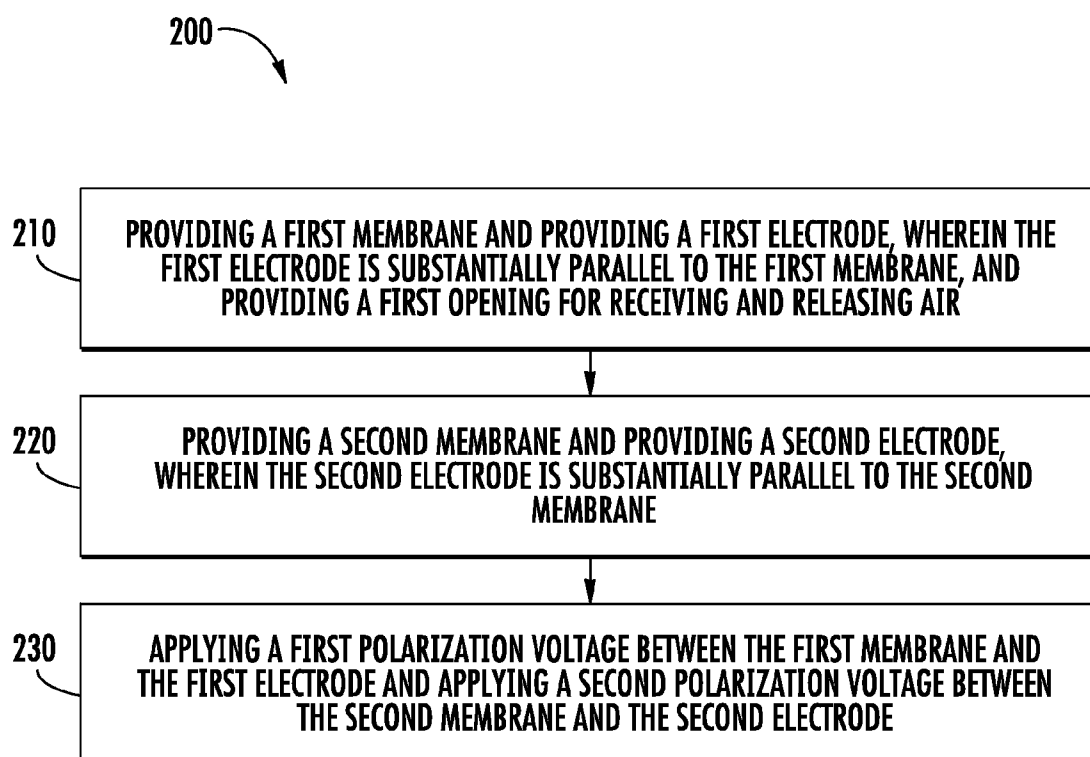 200
210
PROVIDING A FIRST MEMBRANE AND PROVIDING A FIRST ELECTRODE, WHEREIN THE
FIRST ELECTRODE IS SUBSTANTIALLY PARALLEL TO THE FIRST MEMBRANE, AND
PROVIDING A FIRST OPENING FOR RECEIVING AND RELEASING AIR
220
PROVIDING A SECOND MEMBRANE AND PROVIDING A SECOND ELECTRODE,
WHEREIN THE SECOND ELECTRODE IS SUBSTANTIALLY PARALLEL TO THE SECOND
MEMBRANE
230
APPLYING A FIRST POLARIZATION VOLTAGE BETWEEN THE FIRST MEMBRANE AND
THE FIRST ELECTRODE AND APPLYING A SECOND POLARIZATION VOLTAGE BETWEEN
THE SECOND MEMBRANE AND THE SECOND ELECTRODE